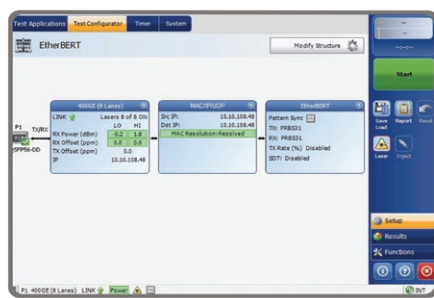 Test Applications Test Configurator Timer System
EtherBERT
Modify Structure
--
--
--:--:--
Start
Save
Load
Report
Reset
Laser
Inject
400GE (8 Lanes)
LINK Lasers 8 of 8 ON
LO HI
RX Power (dBm) -0.2 1.8
RX Offset (ppm) 0.0 0.0
TX Offset (ppm) 0.0
IP 10.10.108.48
MAC/IP/UDP
Src IP: 10.10.108.48
Dst IP: 10.10.108.48
MAC Resolution:Resolved
EtherBERT
Pattern Sync
TX: PRBS31
RX: PRBS31
TX Rate (%) Disabled
SDT: Disabled
P1 TX/RX
SFP56-DD
Setup
Results
Functions
P1 400GE (8 Lanes) LINK Power
INT